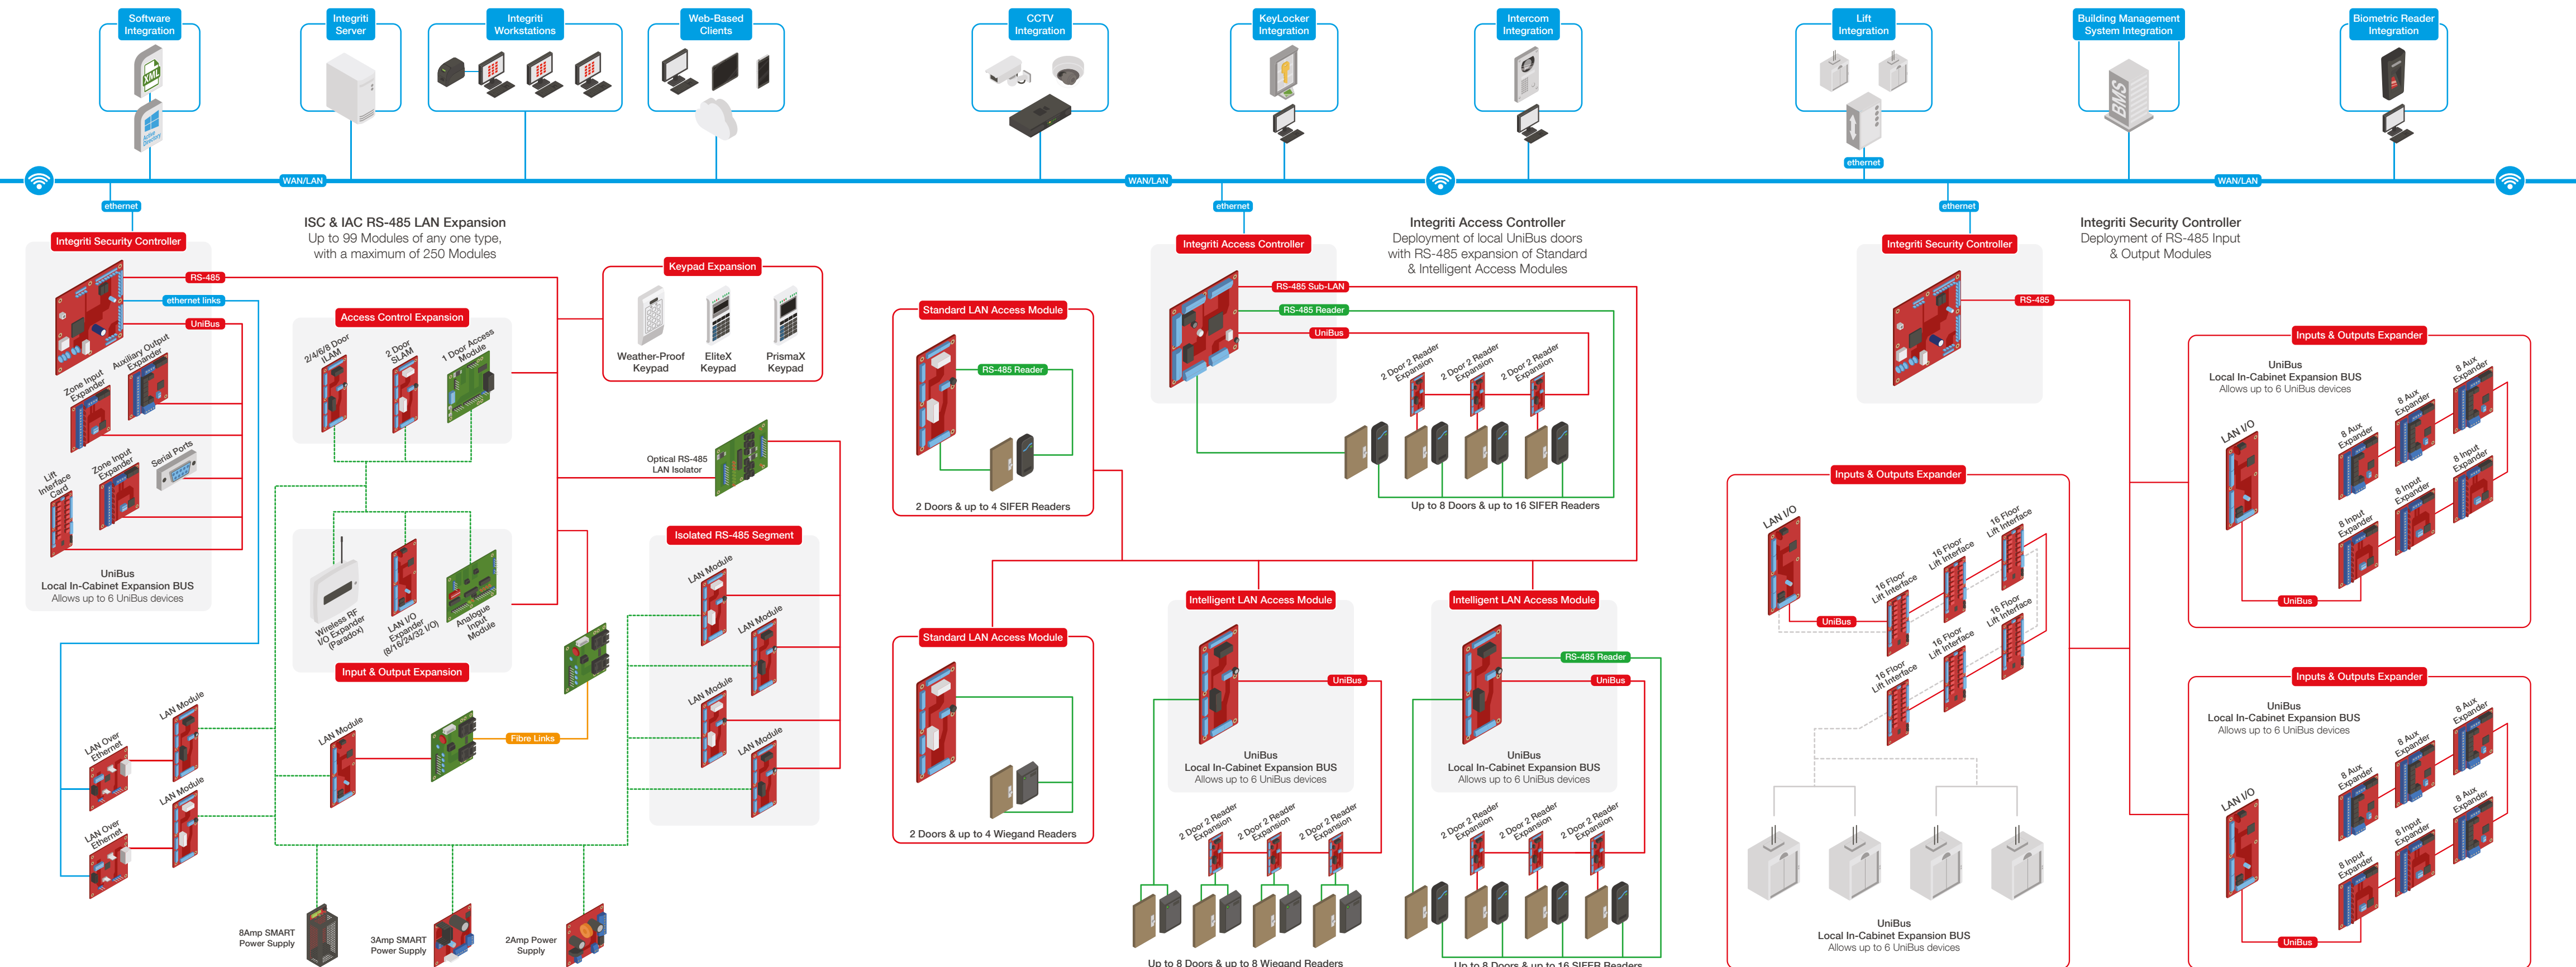 Software
Integration
XML
Active
Directory
Integriti
Server
Integriti
Workstations
Web-Based
Clients
CCTV
Integration
KeyLocker
Integration
Intercom
Integration
Lift
Integration
Building Management
System Integration
BMS
Biometric Reader
Integration
WAN/LAN
WAN/LAN
WAN/LAN
ethernet
ethernet
ethernet
ethernet
Integriti Security Controller
ISC & IAC RS-485 LAN Expansion
Up to 99 Modules of any one type,
with a maximum of 250 Modules
RS-485
ethernet links
UniBus
Auxiliary Output
Expander
Zone Input
Expander
Serial Ports
Zone Input
Expander
Lift
Interface
Card
UniBus
Local In-Cabinet Expansion BUS
Allows up to 6 UniBus devices
Access Control Expansion
2/4/6/8 Door
ILAM
2 Door
SLAM
1 Door Access
Module
Keypad Expansion
Weather-Proof
Keypad
EliteX
Keypad
PrismaX
Keypad
Optical RS-485
LAN Isolator
Wireless RF
I/O Expander
(Paradox)
LAN I/O
Expander
(8/16/24/32 I/O)
Analogue
Input
Module
Input & Output Expansion
Isolated RS-485 Segment
LAN Module
LAN Module
LAN Module
LAN Module
LAN Module
LAN Over
Ethernet
LAN Module
LAN Over
Ethernet
LAN Module
Fibre Links
8Amp SMART
Power Supply
3Amp SMART
Power Supply
2Amp Power
Supply
Standard LAN Access Module
RS-485 Reader
2 Doors & up to 4 SIFER Readers
Standard LAN Access Module
2 Doors & up to 4 Wiegand Readers
Integriti Access Controller
Integriti Access Controller
Deployment of local UniBus doors
with RS-485 expansion of Standard
& Intelligent Access Modules
RS-485 Sub-LAN
RS-485 Reader
UniBus
2 Door 2 Reader
Expansion
2 Door 2 Reader
Expansion
2 Door 2 Reader
Expansion
Up to 8 Doors & up to 16 SIFER Readers
Intelligent LAN Access Module
UniBus
UniBus
Local In-Cabinet Expansion BUS
Allows up to 6 UniBus devices
2 Door 2 Reader
Expansion
2 Door 2 Reader
Expansion
2 Door 2 Reader
Expansion
Up to 8 Doors & up to 8 Wiegand Readers
Intelligent LAN Access Module
RS-485 Reader
UniBus
UniBus
Local In-Cabinet Expansion BUS
Allows up to 6 UniBus devices
2 Door 2 Reader
Expansion
2 Door 2 Reader
Expansion
2 Door 2 Reader
Expansion
Up to 8 Doors & up to 16 SIFER Readers
Integriti Security Controller
Integriti Security Controller
Deployment of RS-485 Input
& Output Modules
RS-485
Inputs & Outputs Expander
LAN I/O
UniBus
16 Floor
Lift Interface
16 Floor
Lift Interface
16 Floor
Lift Interface
16 Floor
Lift Interface
16 Floor
Lift Interface
16 Floor
Lift Interface
UniBus
Local In-Cabinet Expansion BUS
Allows up to 6 UniBus devices
Inputs & Outputs Expander
UniBus
Local In-Cabinet Expansion BUS
Allows up to 6 UniBus devices
LAN I/O
8 Aux
Expander
8 Aux
Expander
8 Aux
Expander
8 Input
Expander
8 Input
Expander
8 Input
Expander
UniBus
Inputs & Outputs Expander
UniBus
Local In-Cabinet Expansion BUS
Allows up to 6 UniBus devices
LAN I/O
8 Aux
Expander
8 Aux
Expander
8 Aux
Expander
8 Input
Expander
8 Input
Expander
8 Aux
Expander
UniBus